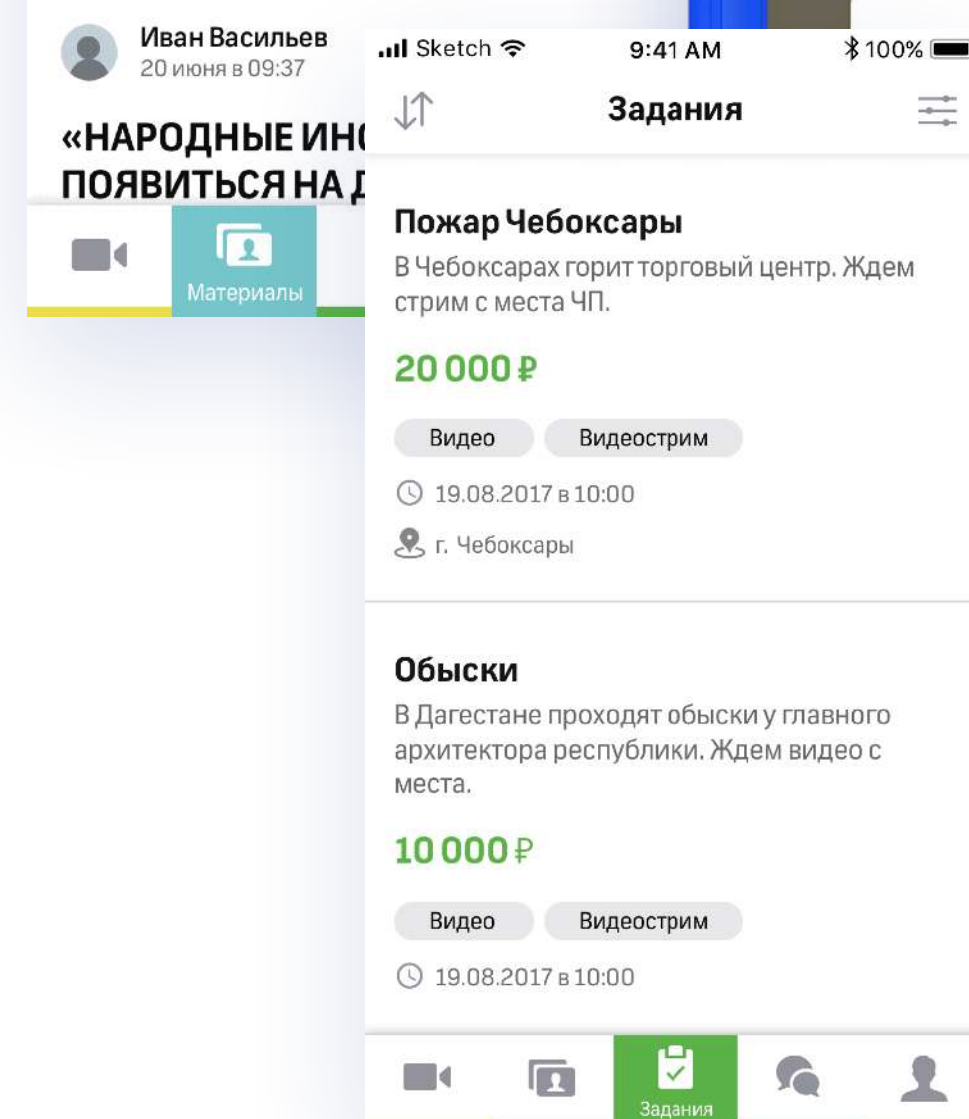 Иван Васильев
20 июня в 09:37
«НАРОДНЫЕ
ПОЯВИТЬСЯ НА
Материалы
Sketch
9:41 AM
100%
Задания
Пожар Чебоксары
В Чебоксарах горит торговый центр. Ждем
стрим с места ЧП.
20 000 ₽
Видео
Видеострим
19.08.2017 в 10:00
г. Чебоксары
Обыски
В Дагестане проходят обыски у главного
архитектора республики. Ждем видео с
места.
10 000 ₽
Видео
Видеострим
19.08.2017 в 10:00
Задания